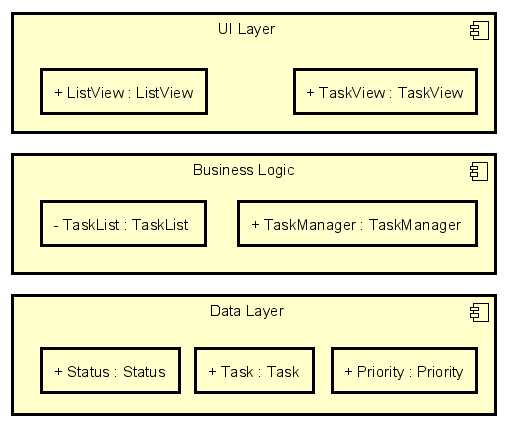 UI Layer
+ ListView : ListView
+ TaskView : TaskView
Business Logic
- TaskList : TaskList
+ TaskManager : TaskManager
Data Layer
+ Status : Status
+ Task : Task
+ Priority : Priority